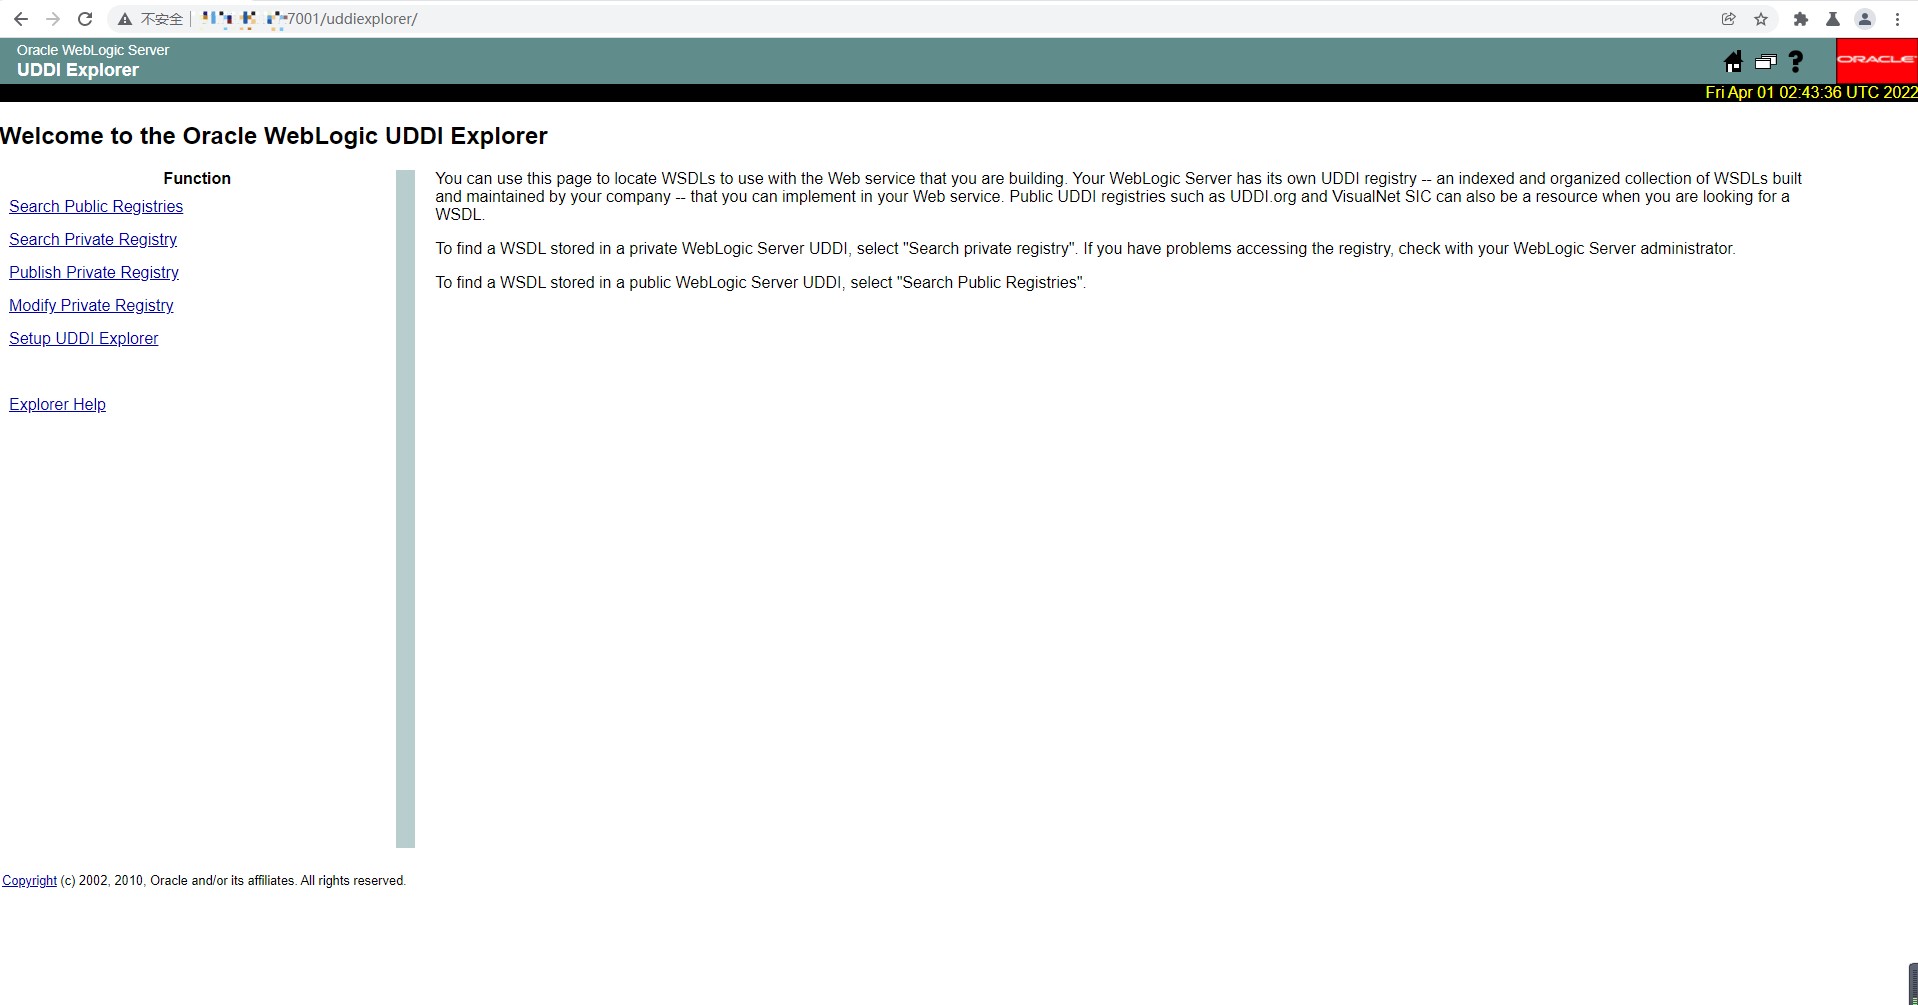 不安全 7001/uddiexplorer/
Oracle WebLogic Server
UDDI Explorer
ORACLE
Fri Apr 01 02:43:36 UTC 2022
Welcome to the Oracle WebLogic UDDI Explorer
Function
Search Public Registries
Search Private Registry
Publish Private Registry
Modify Private Registry
Setup UDDI Explorer
Explorer Help
You can use this page to locate WSDLs to use with the Web service that you are building. Your WebLogic Server has its own UDDI registry -- an indexed and organized collection of WSDLs built
and maintained by your company -- that you can implement in your Web service. Public UDDI registries such as UDDI.org and VisualNet SIC can also be a resource when you are looking for a
WSDL.
To find a WSDL stored in a private WebLogic Server UDDI, select "Search private registry". If you have problems accessing the registry, check with your WebLogic Server administrator.
To find a WSDL stored in a public WebLogic Server UDDI, select "Search Public Registries".
Copyright (c) 2002, 2010, Oracle and/or its affiliates. All rights reserved.